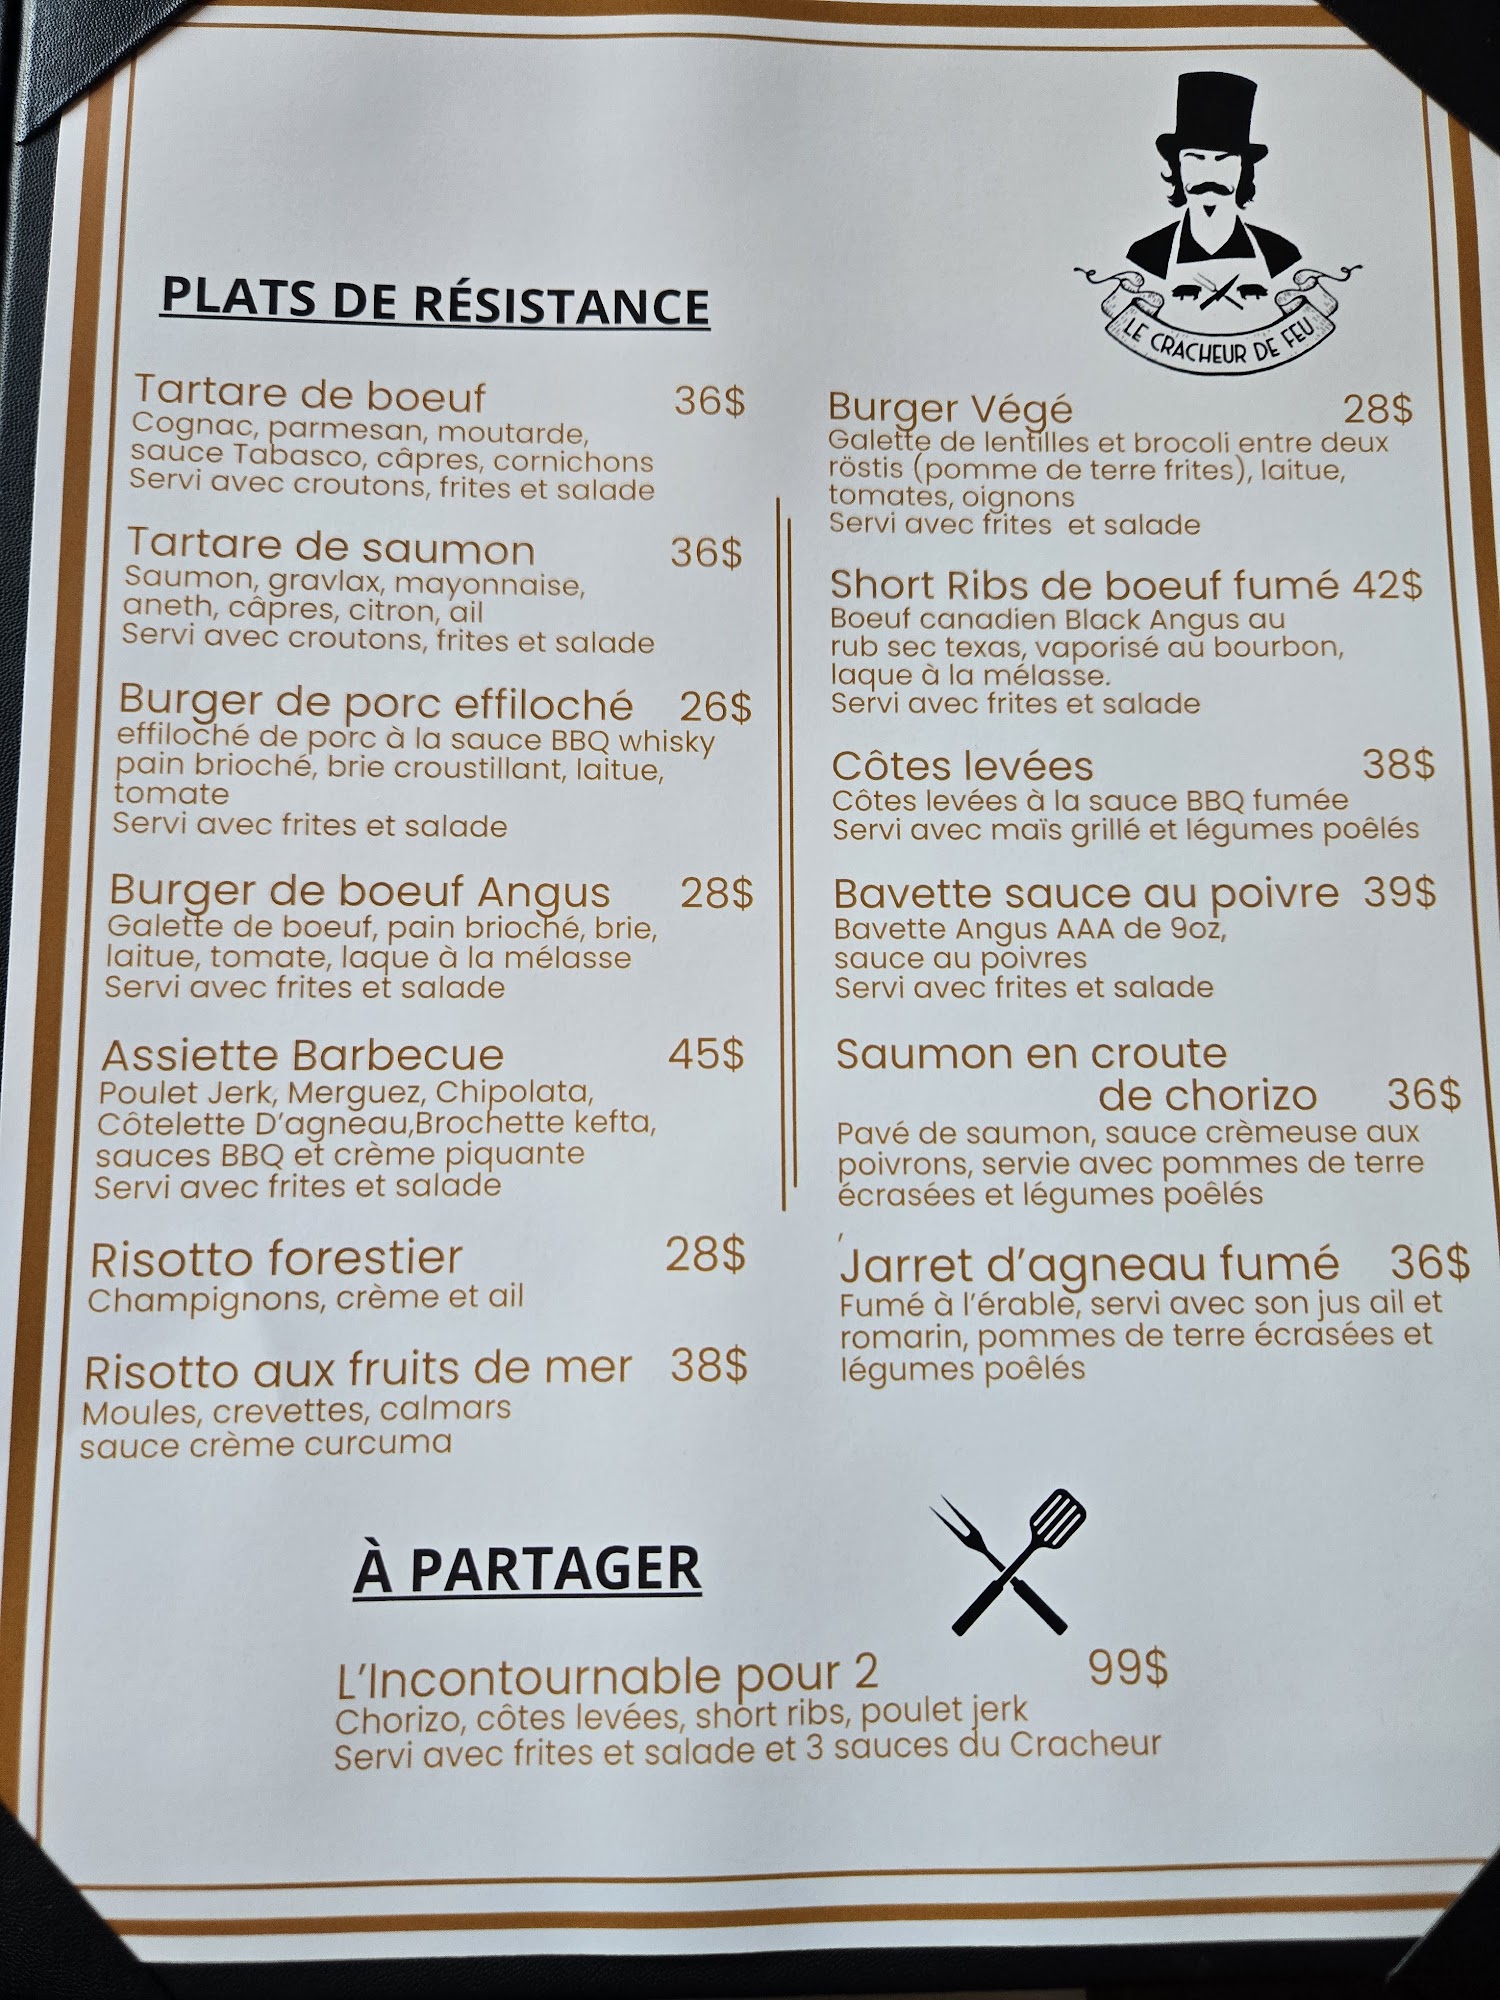 LE CRACHEUR DE FEU
PLATS DE RÉSISTANCE
Tartare de boeuf 36$
Cognac, parmesan, moutarde,
sauce Tabasco, câpres, cornichons
Servi avec croutons, frites et salade
Tartare de saumon 36$
Saumon, gravlax, mayonnaise,
aneth, câpres, citron, ail
Servi avec croutons, frites et salade
Burger de porc effiloché 26$
effiloché de porc à la sauce BBQ whisky
pain brioché, brie croustillant, laitue,
tomate
Servi avec frites et salade
Burger de boeuf Angus 28$
Galette de boeuf, pain brioché, brie,
laitue, tomate, laque à la mélasse
Servi avec frites et salade
Assiette Barbecue 45$
Poulet Jerk, Merguez, Chipolata,
Côtelette D'agneau,Brochette kefta,
sauces BBQ et crème piquante
Servi avec frites et salade
Risotto forestier 28$
Champignons, crème et ail
Risotto aux fruits de mer 38$
Moules, crevettes, calmars
sauce crème curcuma
Burger Végé 28$
Galette de lentilles et brocoli entre deux
röstis (pomme de terre frites), laitue,
tomates, oignons
Servi avec frites et salade
Short Ribs de boeuf fumé 42$
Boeuf canadien Black Angus au
rub sec texas, vaporisé au bourbon,
laque à la mélasse.
Servi avec frites et salade
Côtes levées 38$
Côtes levées à la sauce BBQ fumée
Servi avec maïs grillé et légumes poêlés
Bavette sauce au poivre 39$
Bavette Angus AAA de 9oz,
sauce au poivres
Servi avec frites et salade
Saumon en croute
de chorizo 36$
Pavé de saumon, sauce crèmeuse aux
poivrons, servie avec pommes de terre
écrasées et légumes poêlés
Jarret d'agneau fumé 36$
Fumé à l'érable, servi avec son jus ail et
romarin, pommes de terre écrasées et
légumes poêlés
À PARTAGER
L'Incontournable pour 2 99$
Chorizo, côtes levées, short ribs, poulet jerk
Servi avec frites et salade et 3 sauces du Cracheur